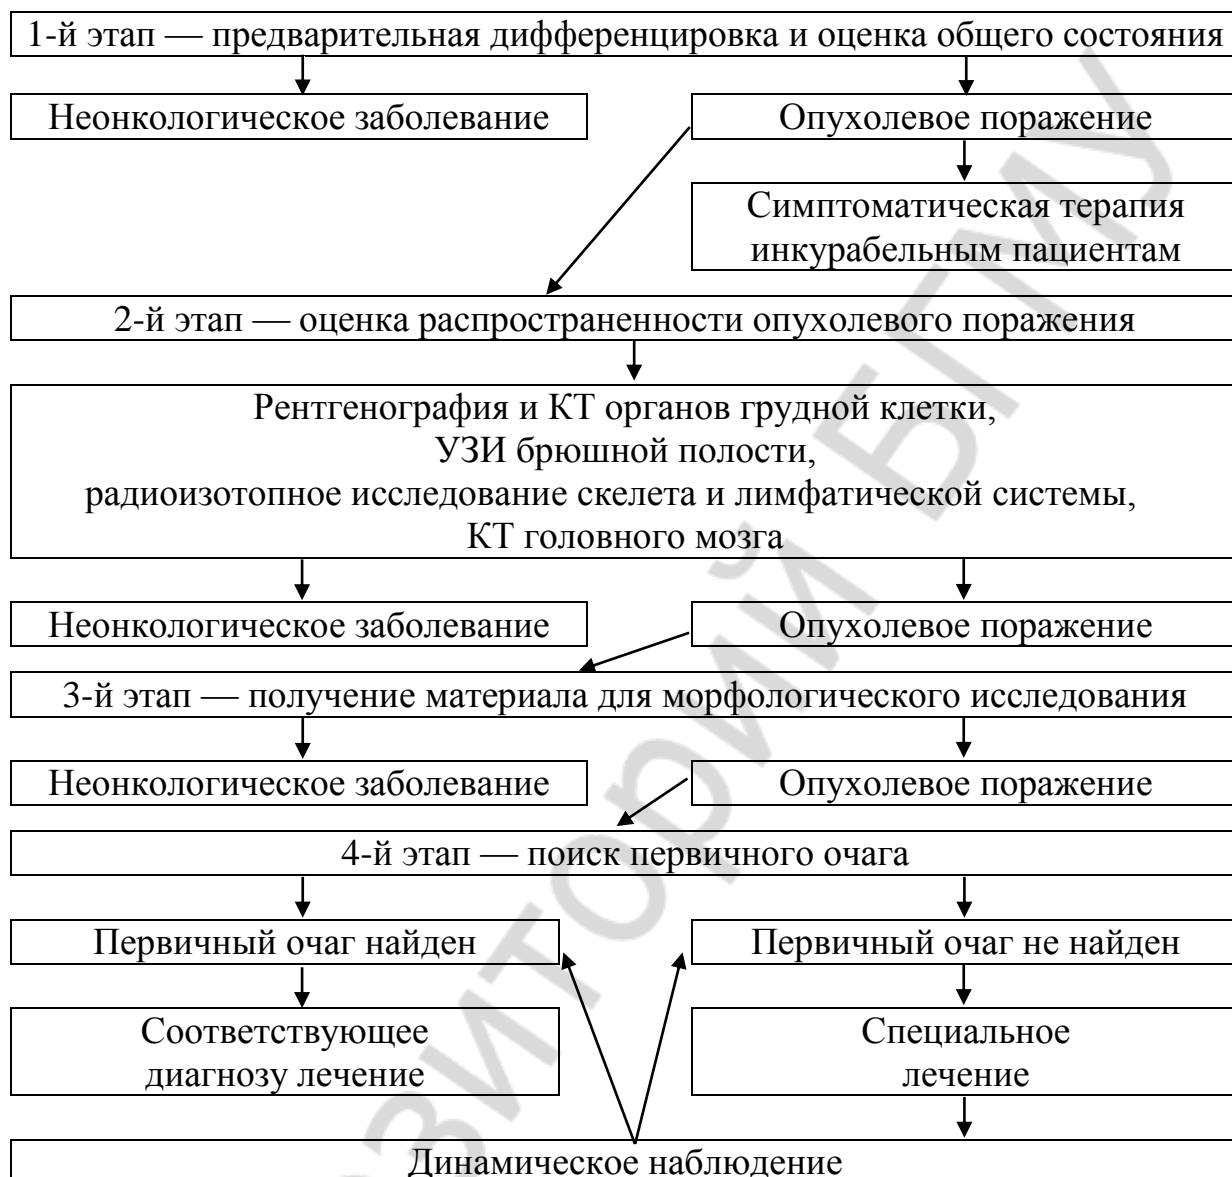 1-й этап — предварительная дифференцировка и оценка общего состояния
Неонкологическое заболевание
Опухолевое поражение
Симптоматическая терапия
инкурабельным пациентам
2-й этап — оценка распространенности опухолевого поражения
Рентгенография и КТ органов грудной клетки,
УЗИ брюшной полости,
радиоизотопное исследование скелета и лимфатической системы,
КТ головного мозга
Неонкологическое заболевание
Опухолевое поражение
3-й этап — получение материала для морфологического исследования
Неонкологическое заболевание
Опухолевое поражение
4-й этап — поиск первичного очага
Первичный очаг найден
Первичный очаг не найден
Соответствующее
диагнозу лечение
Специальное
лечение
Динамическое наблюдение
зиторий БГМУ